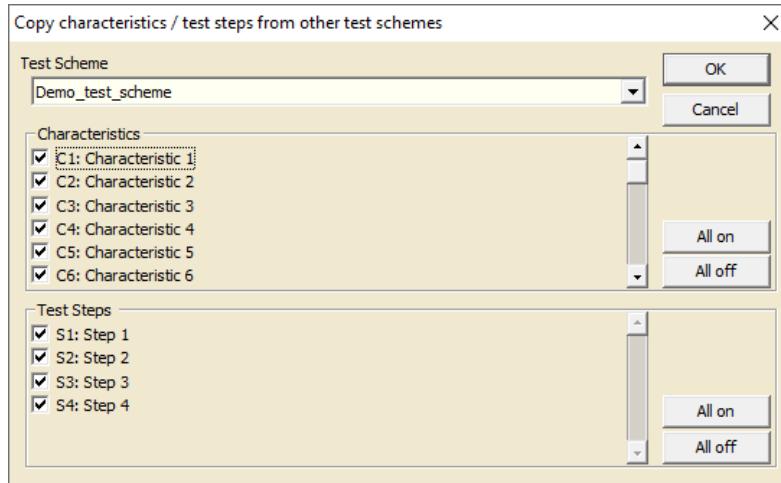 Copy characteristics / test steps from other test schemes
Test Scheme
OK
Demo_test_scheme
Cancel
Characteristics
C1: Characteristic 1
C2: Characteristic 2
C3: Characteristic 3
C4: Characteristic 4
C5: Characteristic 5
C6: Characteristic 6
All on
All off
Test Steps
S1: Step 1
S2: Step 2
S3: Step 3
S4: Step 4
All on
All off